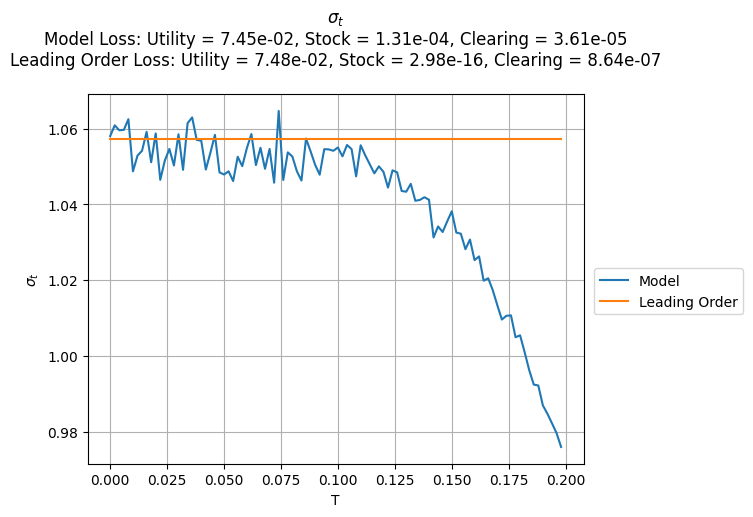 σₜ
Model Loss: Utility = 7.45e-02, Stock = 1.31e-04, Clearing = 3.61e-05
Leading Order Loss: Utility = 7.48e-02, Stock = 2.98e-16, Clearing = 8.64e-07
1.06
1.04
1.02
1.00
0.98
σₜ
0.000
0.025
0.050
0.075
0.100
0.125
0.150
0.175
0.200
T
Model
Leading Order